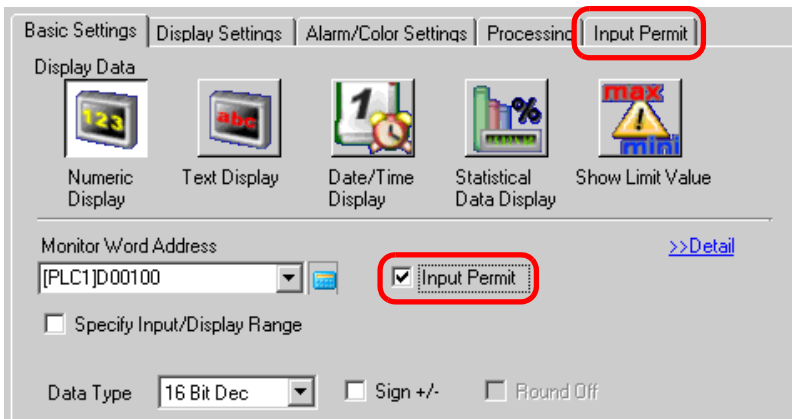 Basic Settings Display Settings Alarm/Color Settings Processing Input Permit
Display Data
123 abc 1 % max mini
Numeric Display Text Display Date/Time Display Statistical Data Display Show Limit Value
Monitor Word Address >>Detail
[PLC1]D00100 Input Permit
Specify Input/Display Range
Data Type 16 Bit Dec Sign +/- Round Off